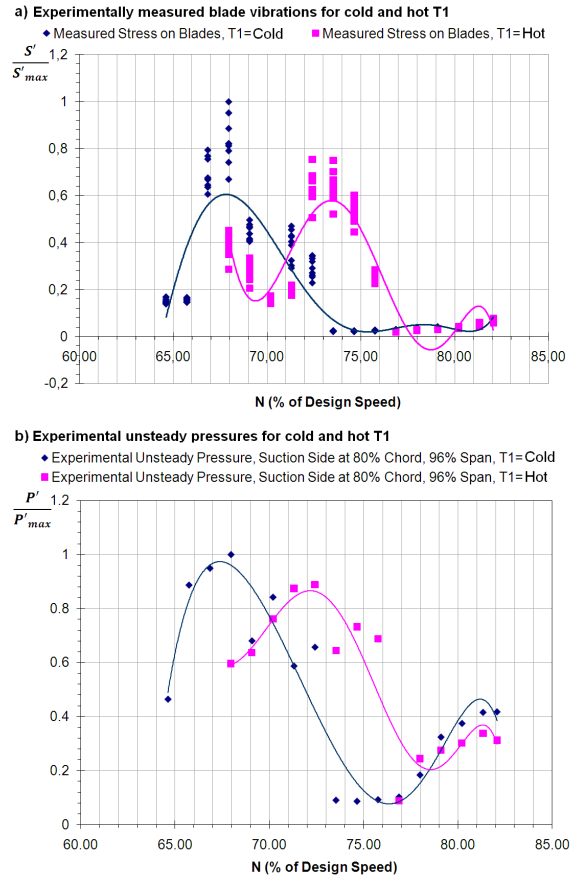 a) Experimentally measured blade vibrations for cold and hot T1
Measured Stress on Blades, T1=Cold
Measured Stress on Blades, T1=Hot
S′
S′max
1,2
1
0,8
0,6
0,4
0,2
0
-0,2
60,00 65,00 70,00 75,00 80,00 85,00
N (% of Design Speed)
b) Experimental unsteady pressures for cold and hot T1
Experimental Unsteady Pressure, Suction Side at 80% Chord, 96% Span, T1=Cold
Experimental Unsteady Pressure, Suction Side at 80% Chord, 96% Span, T1=Hot
P′
P′max
1.2
1
0.8
0.6
0.4
0.2
0
60.00 65.00 70.00 75.00 80.00 85.00
N (% of Design Speed)